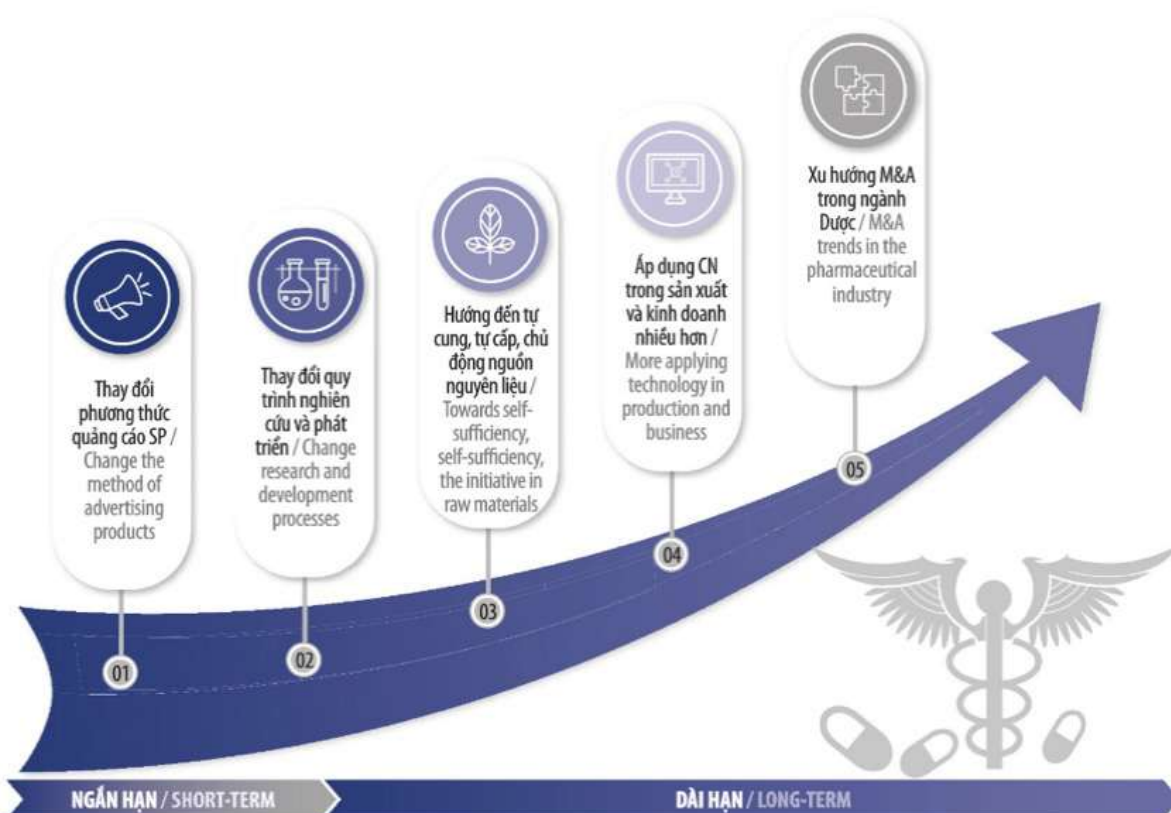 Thay đổi
phương thức
quảng cáo SP /
Change the
method of
advertising
products
01
Thay đổi quy
trình nghiên
cứu và phát
triển / Change
research and
development
processes
02
Hướng đến tự
cung, tự cấp, chủ
động nguồn
nguyên liệu /
Towards self-
sufficiency,
self-sufficiency,
the initiative in
raw materials
03
Áp dụng CN
trong sản xuất
và kinh doanh
nhiều hơn /
More applying
technology in
production and
business
04
Xu hướng M&A
trong ngành
Dược / M&A
trends in the
pharmaceutical
industry
05
NGẮN HẠN / SHORT-TERM
DÀI HẠN / LONG-TERM